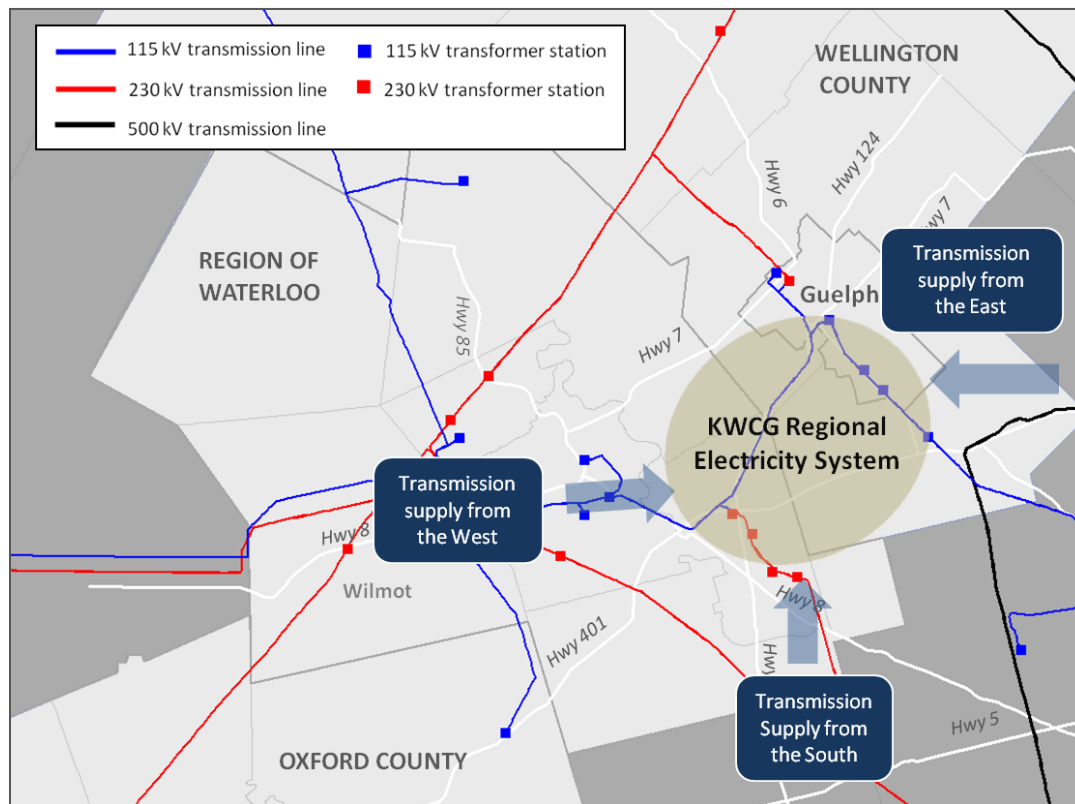 115 kV transmission line
115 kV transformer station
230 kV transmission line
230 kV transformer station
500 kV transmission line
WELLINGTON
COUNTY
Hwy 124
Hwy 6
Hwy 7
REGION OF
WATERLOO
Guelph
Transmission
supply from
the East
Hwy 85
Hwy 7
KWCG Regional
Electricity System
Transmission
supply from
the West
Hwy 8
Wilmot
Hwy 8
Hwy 401
Hwy
Transmission
Supply from
the South
Hwy 5
OXFORD COUNTY